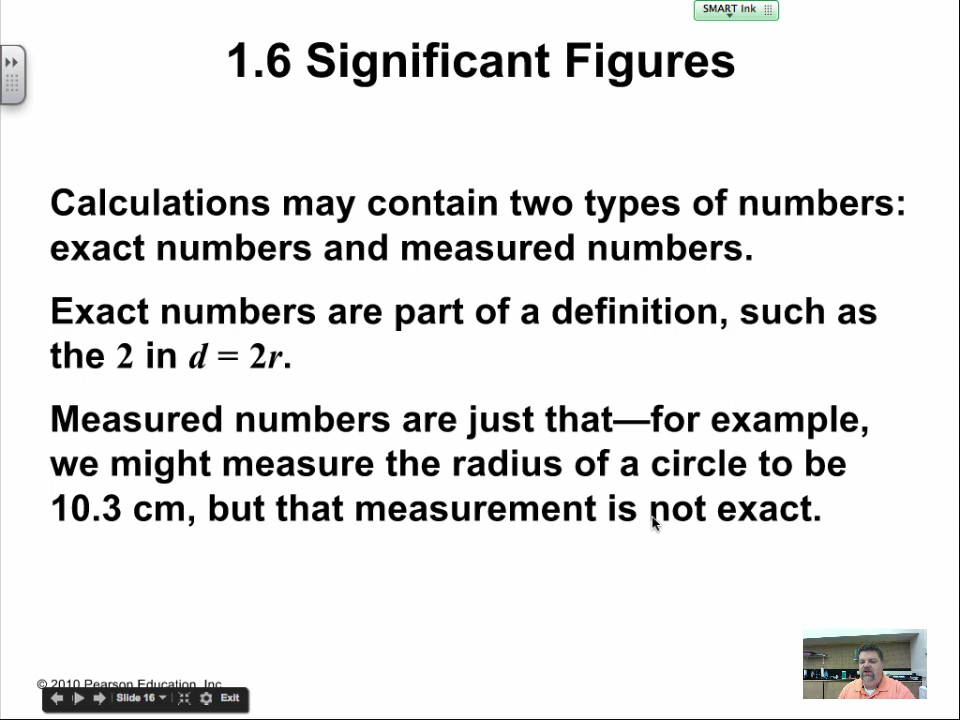 SMART Ink
1.6 Significant Figures
Calculations may contain two types of numbers:
exact numbers and measured numbers.
Exact numbers are part of a definition, such as
the 2 in d = 2r.
Measured numbers are just that—for example,
we might measure the radius of a circle to be
10.3 cm, but that measurement is not exact.
© 2010 Pearson Education, Inc
Slide 16 Exit